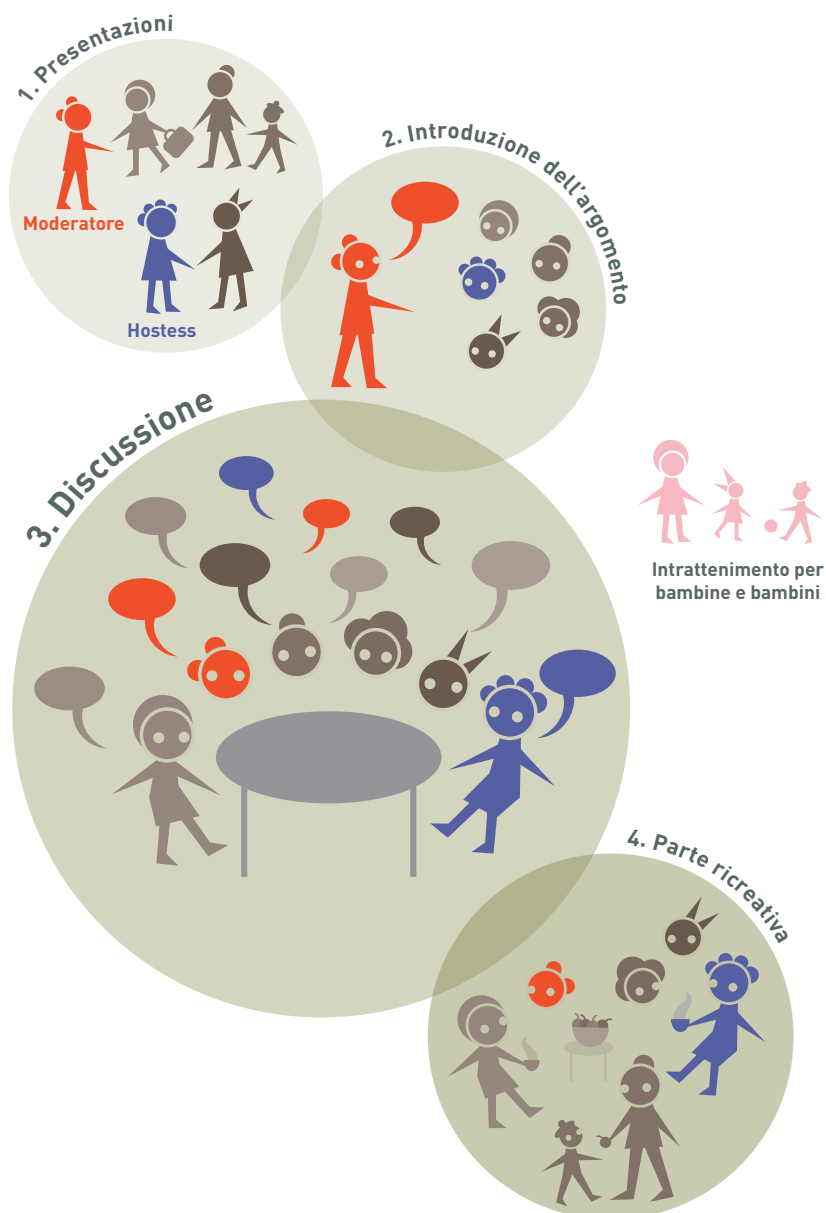 1. Presentazioni
Moderatore
Hostess
2. Introduzione dell'argomento
3. Discussione
Intrattenimento per
bambine e bambini
4. Parte ricreativa